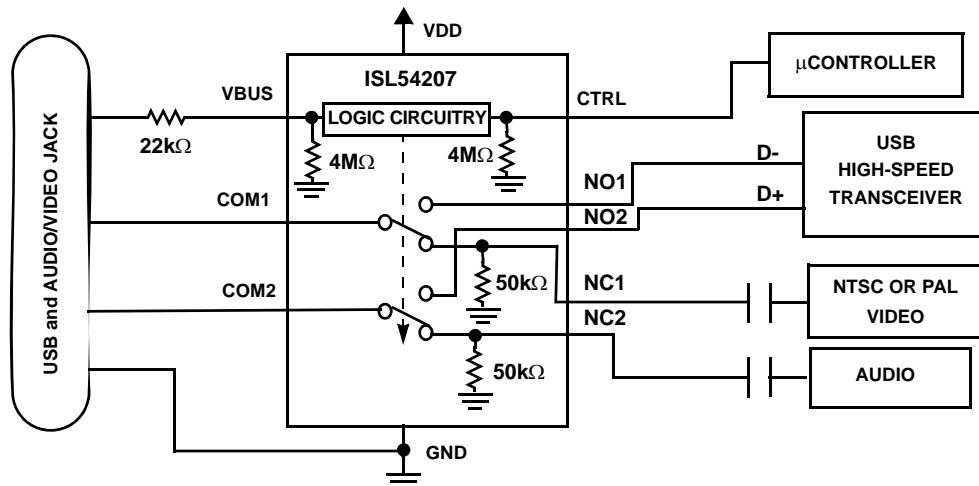 VDD
ISL54207
µCONTROLLER
VBUS
LOGIC CIRCUITRY
CTRL
22kΩ
4MΩ
4MΩ
USB
HIGH-SPEED
TRANSCEIVER
D-
D+
NO1
NO2
COM1
50kΩ
NC1
NTSC OR PAL
VIDEO
COM2
NC2
50kΩ
AUDIO
GND
USB and AUDIO/VIDEO JACK